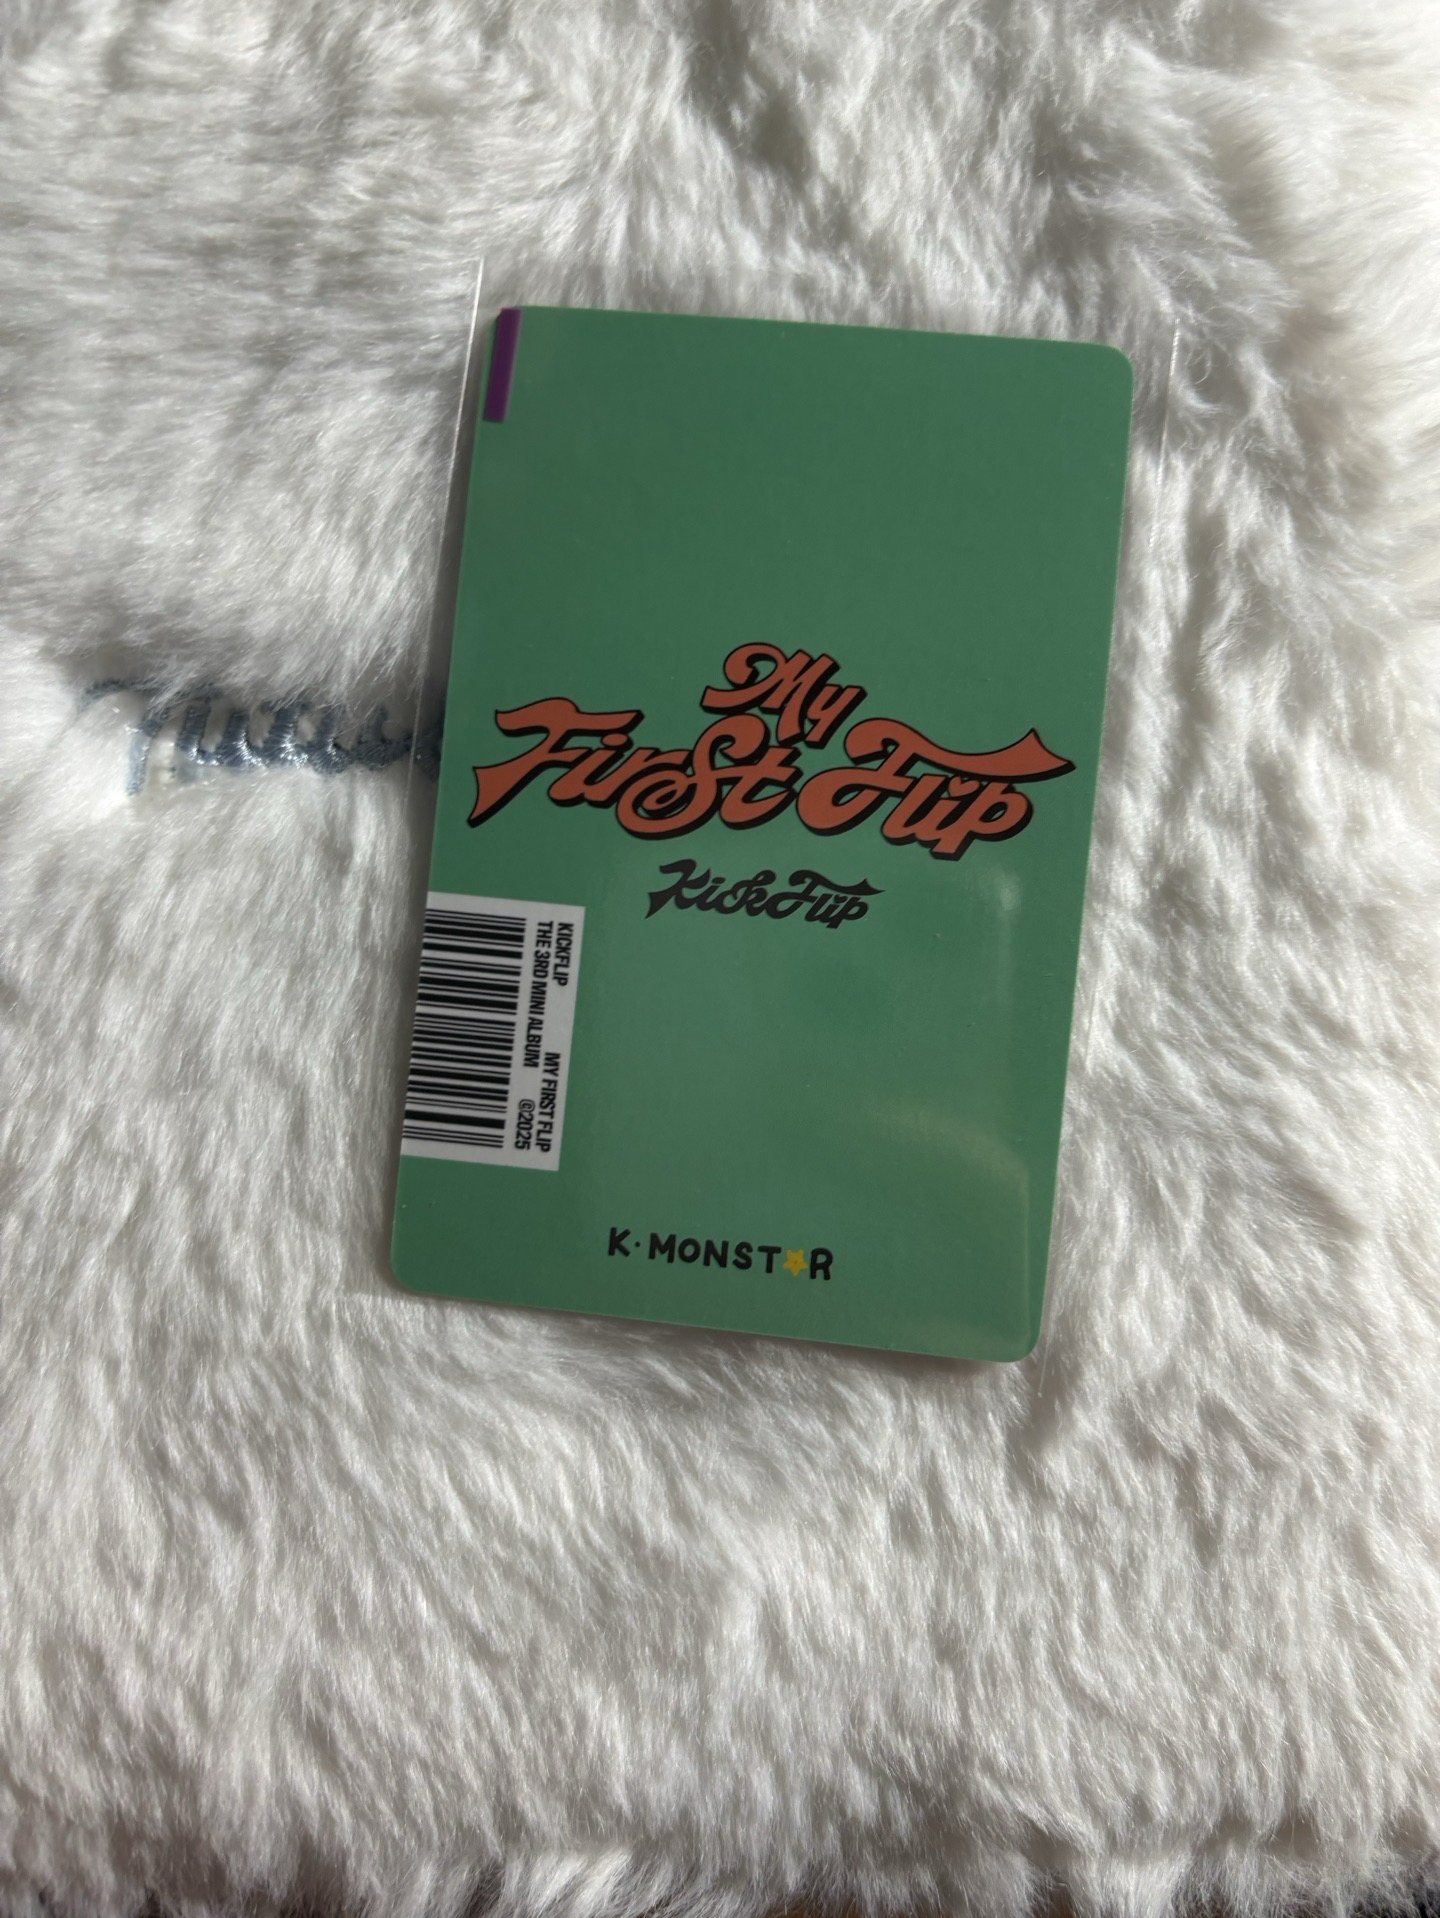 My
First Flip
KickFlip
KICKFLIP MY FIRST FLIP
THE 3RD MINI ALBUM ©2025
K·MONSTAR